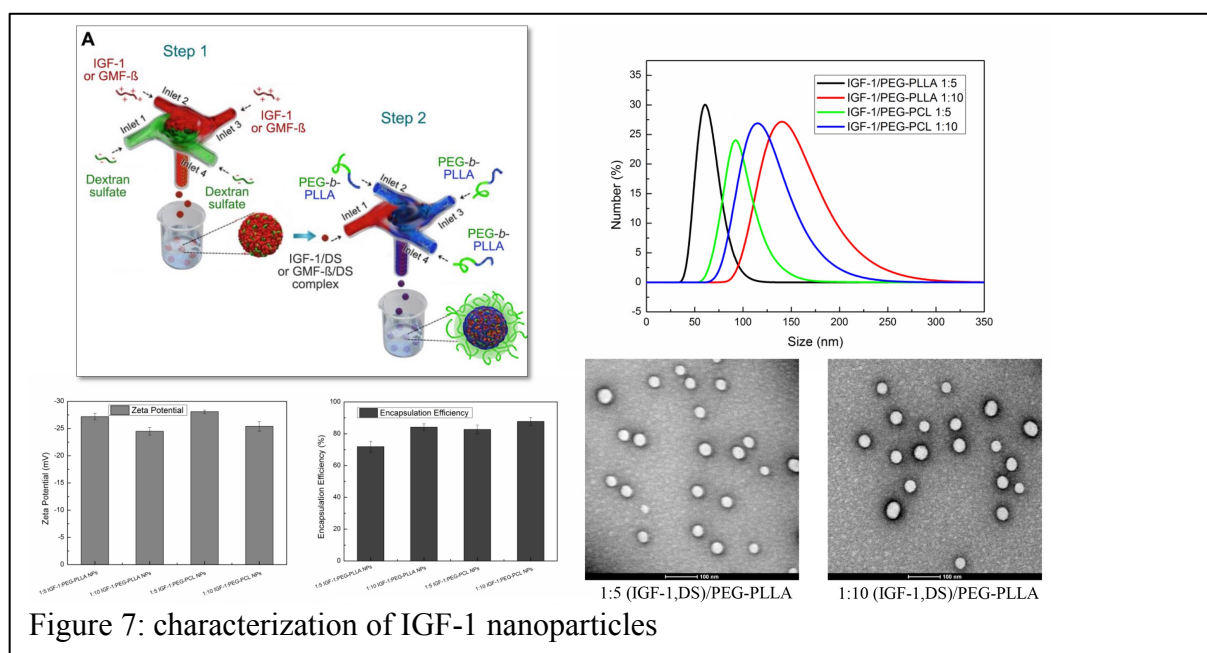 A
Step 1
IGF-1
or GMF-ß
Inlet 2
IGF-1
or GMF-ß
Inlet 1
Inlet 3
Inlet 4
Dextran
sulfate
Dextran
sulfate
Step 2
PEG-b-
PLLA
PEG-b-
PLLA
Inlet 2
Inlet 1
Inlet 3
Inlet 4
PEG-b-
PLLA
IGF-1/DS
or GMF-ß/DS
complex
IGF-1/PEG-PLLA 1:5
IGF-1/PEG-PLLA 1:10
IGF-1/PEG-PCL 1:5
IGF-1/PEG-PCL 1:10
Number (%)
35
30
25
20
15
10
5
0
-5
0 50 100 150 200 250 300 350
Size (nm)
Zeta Potential
Zeta Potential (mV)
-30
-25
-20
-15
-10
-5
0
1:5 IGF-1:PEG-PLLA NPs
1:10 IGF-1:PEG-PLLA NPs
1:5 IGF-1:PEG-PCL NPs
1:10 IGF-1:PEG-PCL NPs
Encapsulation Efficiency
Encapsulation Efficiency (%)
100
80
60
40
20
0
1:5 IGF-1:PEG-PLLA NPs
1:10 IGF-1:PEG-PLLA NPs
1:5 IGF-1:PEG-PCL NPs
1:10 IGF-1:PEG-PCL NPs
100 nm
1:5 (IGF-1,DS)/PEG-PLLA
100 nm
1:10 (IGF-1,DS)/PEG-PLLA
Figure 7: characterization of IGF-1 nanoparticles